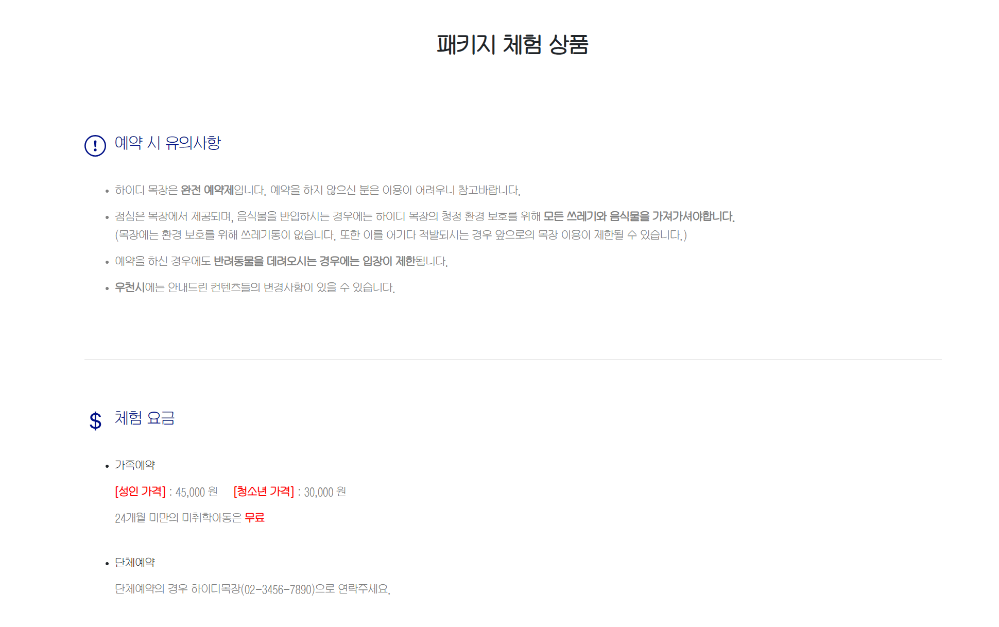 패키지 체험 상품
예약 시 유의사항
하이디 목장은 완전 예약제입니다. 예약을 하지 않으신 분은 이용이 어려우니 참고바랍니다.
점심은 목장에서 제공되며, 음식물을 반입하시는 경우에는 하이디 목장의 청정 환경 보호를 위해 모든 쓰레기와 음식물을 가져가셔야합니다.
(목장에는 환경 보호를 위해 쓰레기통이 없습니다. 또한 이를 어기다 적발되시는 경우 앞으로의 목장 이용이 제한될 수 있습니다.)
예약을 하신 경우에도 반려동물을 데려오시는 경우에는 입장이 제한됩니다.
우천시에는 안내드린 컨텐츠들의 변경사항이 있을 수 있습니다.
$ 체험 요금
가족예약
[성인 가격] : 45,000 원 [청소년 가격] : 30,000 원
24개월 미만의 미취학아동은 무료
단체예약
단체예약의 경우 하이디목장(02-3456-7890)으로 연락주세요.